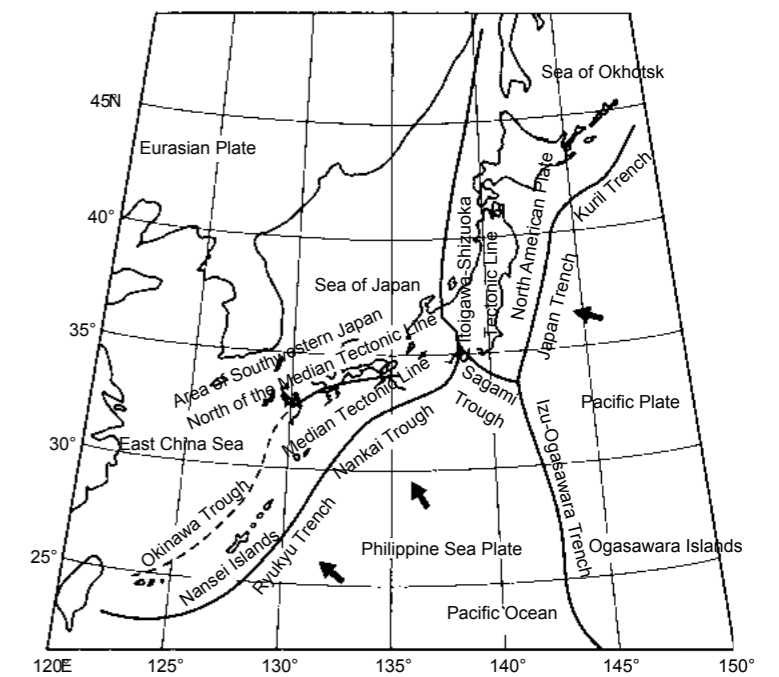 Sea of Okhotsk
45°N
Eurasian Plate
Kuril Trench
40°
Itoigawa-Shizuoka
Tectonic Line
North American Plate
Japan Trench
Sea of Japan
35°
Area of Southwestern Japan
North of the Median Tectonic Line
Median Tectonic Line
Sagami
Trough
Pacific Plate
Nankai Trough
30°
East China Sea
Izu-Ogasawara Trench
Okinawa Trough
Nansei Islands
Ryukyu Trench
Philippine Sea Plate
Ogasawara Islands
25°
Pacific Ocean
120°E
125°
130°
135°
140°
145°
150°